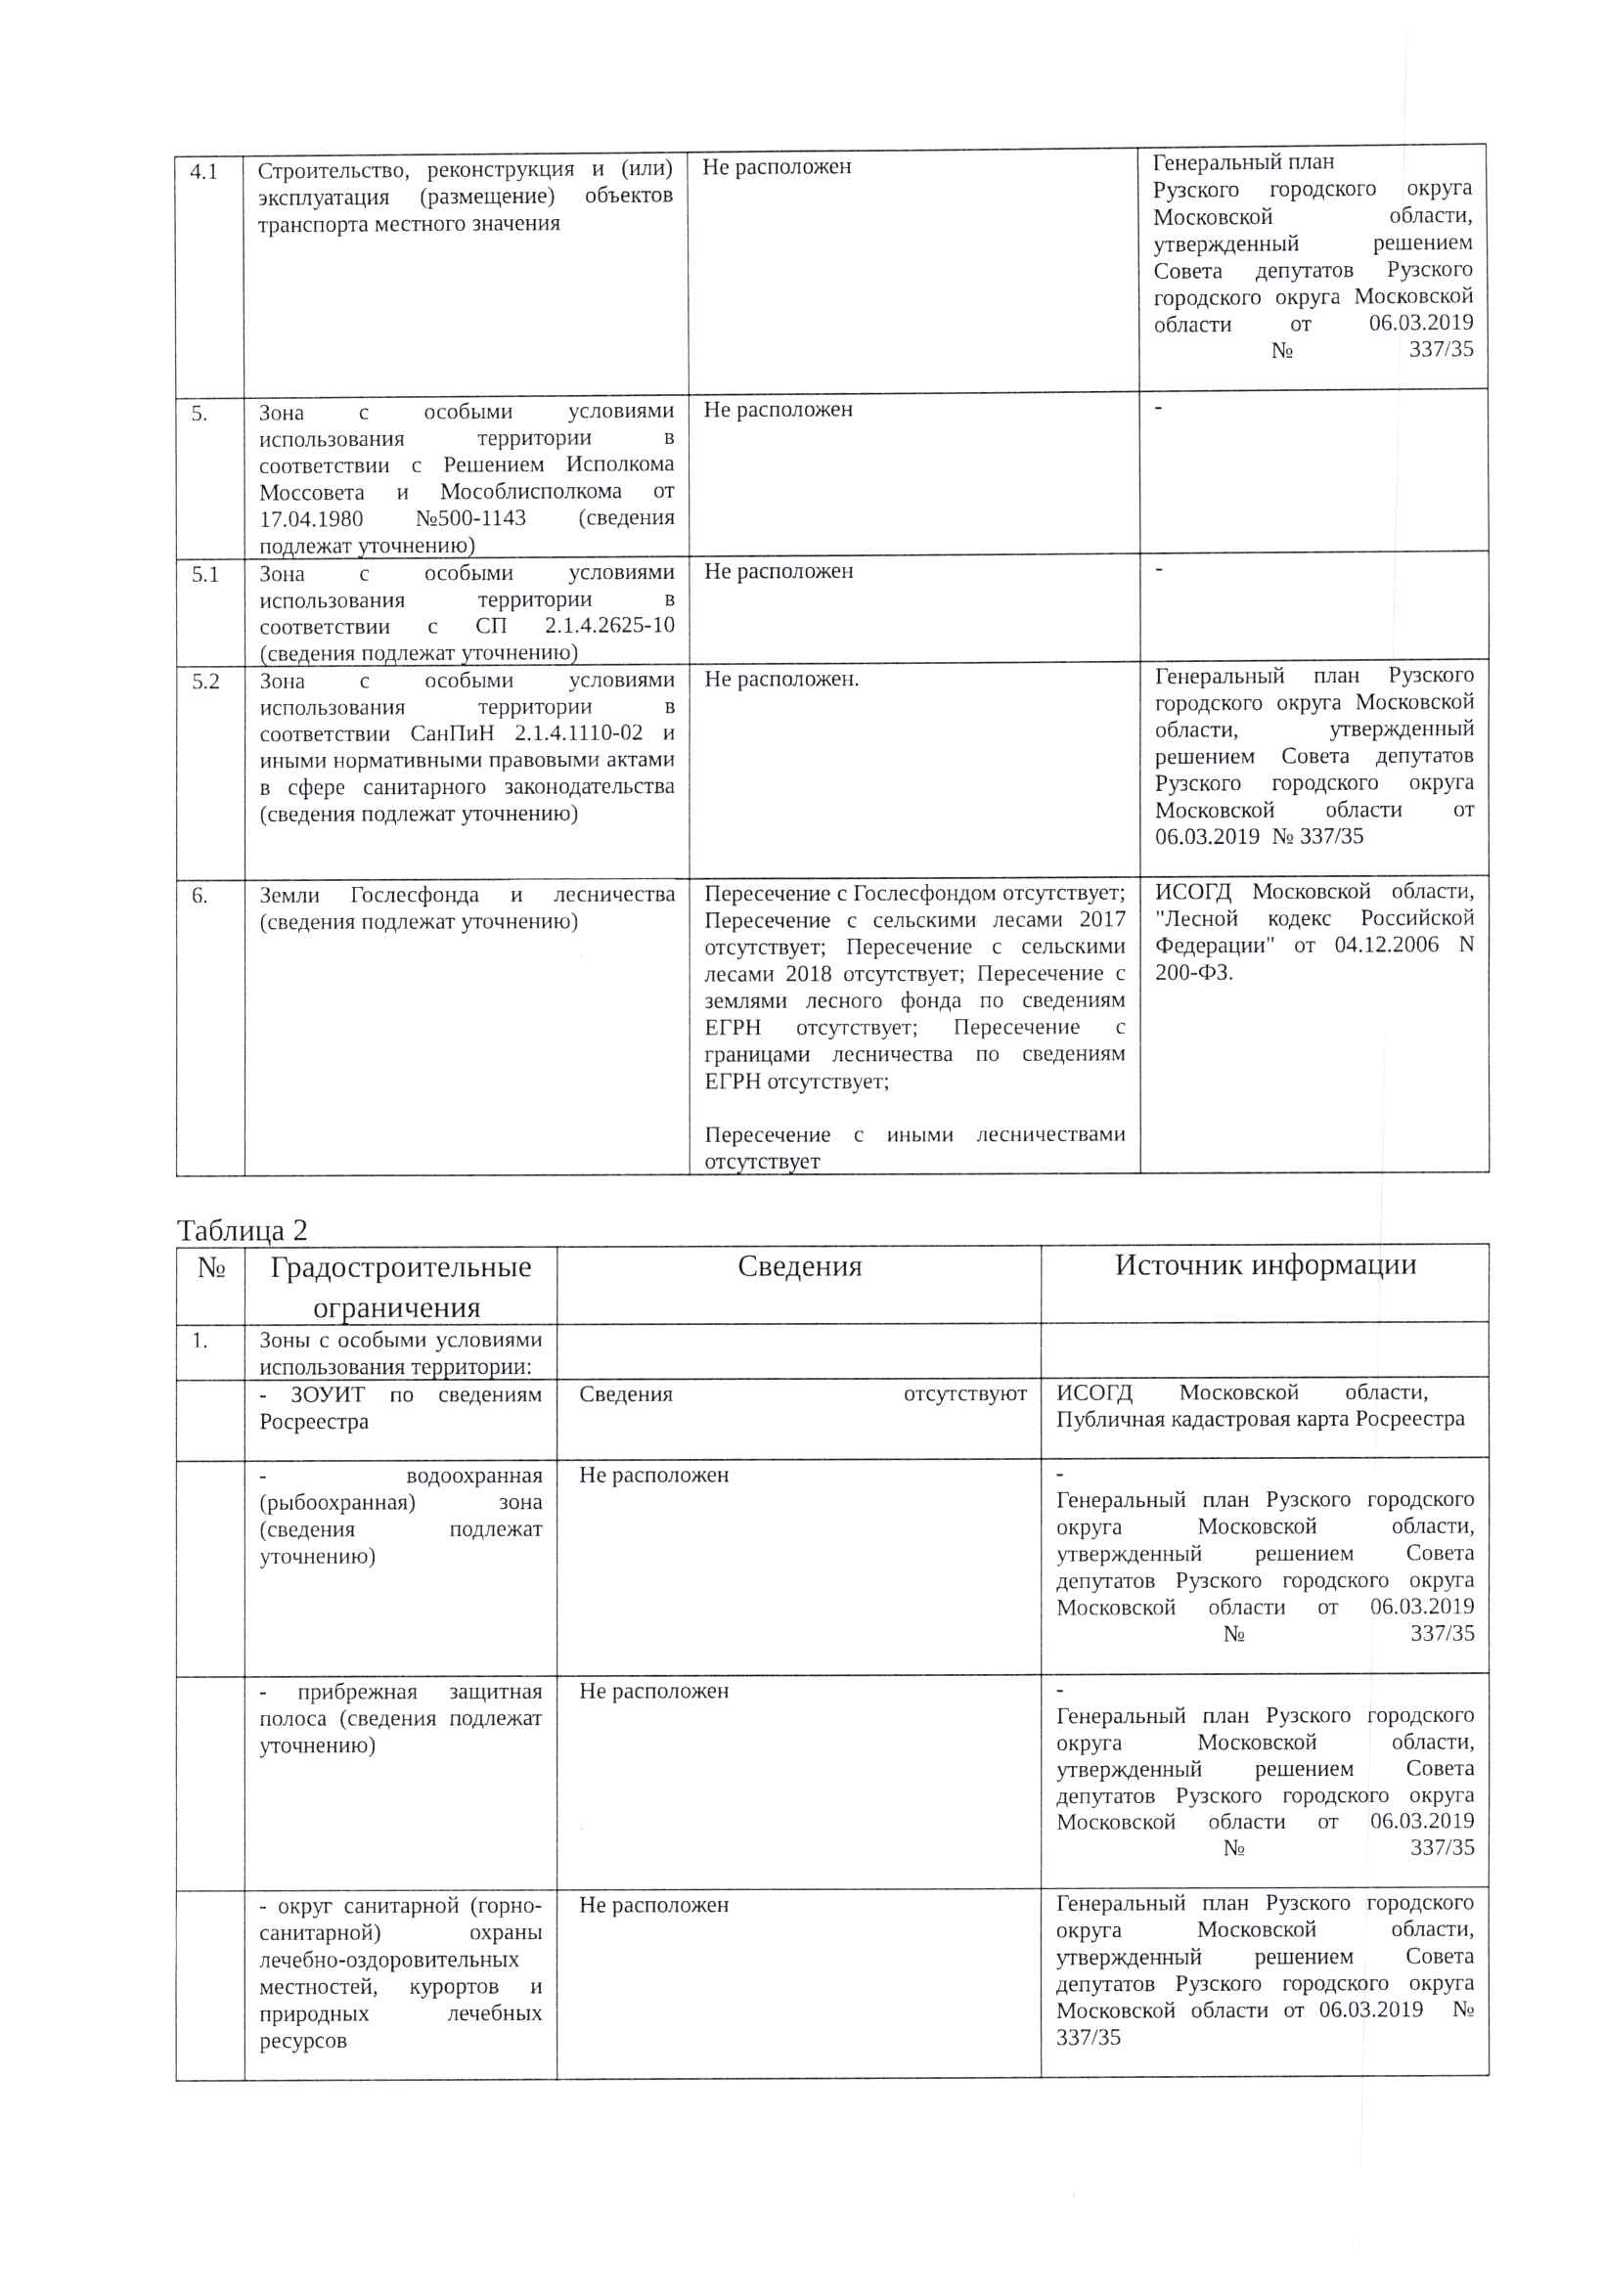 4.1
Строительство, реконструкция и (или)
эксплуатация (размещение) объектов
транспорта местного значения
Не расположен
Генеральный план
Рузского городского округа
Московской области,
утвержденный решением
Совета депутатов Рузского
городского округа Московской
области от 06.03.2019
№ 337/35
5.
Зона с особыми условиями
использования территории в
соответствии с Решением Исполкома
Моссовета и Мособлисполкома от
17.04.1980 №500-1143 (сведения
подлежат уточнению)
Не расположен
-
5.1
Зона с особыми условиями
использования территории в
соответствии с СП 2.1.4.2625-10
(сведения подлежат уточнению)
Не расположен
-
5.2
Зона с особыми условиями
использования территории в
соответствии СанПиН 2.1.4.1110-02 и
иными нормативными правовыми актами
в сфере санитарного законодательства
(сведения подлежат уточнению)
Не расположен.
Генеральный план Рузского
городского округа Московской
области, утвержденный
решением Совета депутатов
Рузского городского округа
Московской области от
06.03.2019 № 337/35
6.
Земли Гослесфонда и лесничества
(сведения подлежат уточнению)
Пересечение с Гослесфондом отсутствует;
Пересечение с сельскими лесами 2017
отсутствует; Пересечение с сельскими
лесами 2018 отсутствует; Пересечение с
землями лесного фонда по сведениям
ЕГРН отсутствует; Пересечение с
границами лесничества по сведениям
ЕГРН отсутствует;
Пересечение с иными лесничествами
отсутствует
ИСОГД Московской области,
"Лесной кодекс Российской
Федерации" от 04.12.2006 N
200-ФЗ.
Таблица 2
№
Градостроительные
ограничения
Сведения
Источник информации
1.
Зоны с особыми условиями
использования территории:
- ЗОУИТ по сведениям
Росреестра
Сведения отсутствуют
ИСОГД Московской области,
Публичная кадастровая карта Росреестра
- водоохранная
(рыбоохранная) зона
(сведения подлежат
уточнению)
Не расположен
-
Генеральный план Рузского городского
округа Московской области,
утвержденный решением Совета
депутатов Рузского городского округа
Московской области от 06.03.2019
№ 337/35
- прибрежная защитная
полоса (сведения подлежат
уточнению)
Не расположен
-
Генеральный план Рузского городского
округа Московской области,
утвержденный решением Совета
депутатов Рузского городского округа
Московской области от 06.03.2019
№ 337/35
- округ санитарной (горно-
санитарной) охраны
лечебно-оздоровительных
местностей, курортов и
природных лечебных
ресурсов
Не расположен
Генеральный план Рузского городского
округа Московской области,
утвержденный решением Совета
депутатов Рузского городского округа
Московской области от 06.03.2019 №
337/35